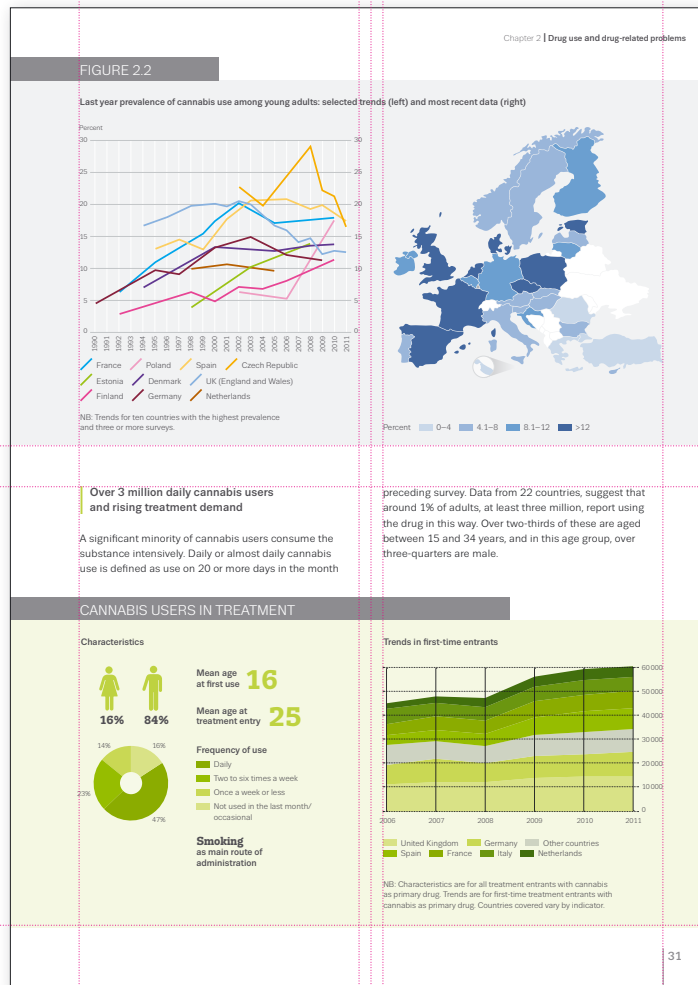 Chapter 2 | Drug use and drug-related problems
FIGURE 2.2
Last year prevalence of cannabis use among young adults: selected trends (left) and most recent data (right)
Percent
30 30
25 25
20 20
15 15
10 10
5 5
0 0
1990 1991 1992 1993 1994 1995 1996 1997 1998 1999 2000 2001 2002 2003 2004 2005 2006 2007 2008 2009 2010 2011
France Poland Spain Czech Republic
Estonia Denmark UK (England and Wales)
Finland Germany Netherlands
NB: Trends for ten countries with the highest prevalence
and three or more surveys.
Percent 0–4 4.1–8 8.1–12 >12
Over 3 million daily cannabis users
and rising treatment demand
A significant minority of cannabis users consume the
substance intensively. Daily or almost daily cannabis
use is defined as use on 20 or more days in the month
preceding survey. Data from 22 countries, suggest that
around 1% of adults, at least three million, report using
the drug in this way. Over two-thirds of these are aged
between 15 and 34 years, and in this age group, over
three-quarters are male.
CANNABIS USERS IN TREATMENT
Characteristics
16% 84%
Mean age
at first use 16
Mean age at
treatment entry 25
14% 16%
23%
47%
Frequency of use
Daily
Two to six times a week
Once a week or less
Not used in the last month/
occasional
Smoking
as main route of
administration
Trends in first-time entrants
60000
50000
40000
30000
20000
10000
0
2006 2007 2008 2009 2010 2011
United Kingdom Germany Other countries
Spain France Italy Netherlands
NB: Characteristics are for all treatment entrants with cannabis
as primary drug. Trends are for first-time treatment entrants with
cannabis as primary drug. Countries covered vary by indicator.
31